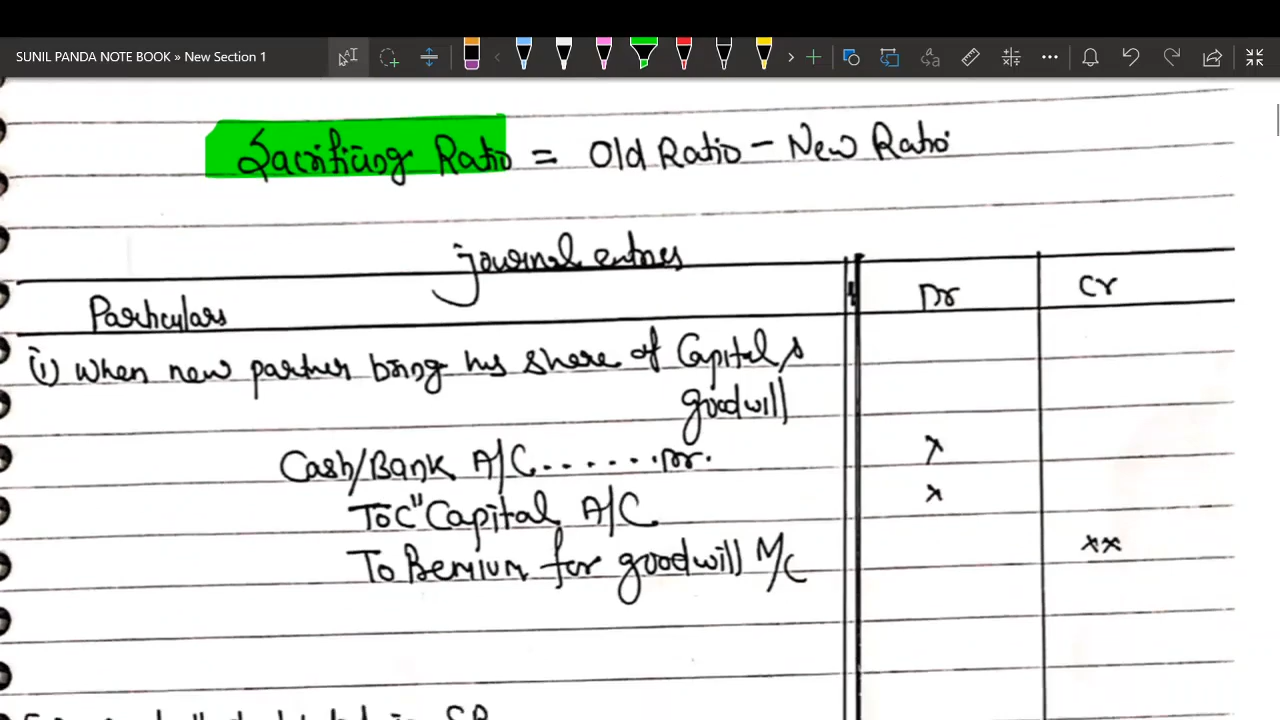 SUNIL PANDA NOTE BOOK » New Section 1
Sacrificing Ratio = Old Ratio - New Ratio
journal entries
Particulars Dr Cr
(i) When new partner bring his share of Capital &
goodwill
Cash/Bank A/C.......Dr. x
To C" Capital A/C x
To Premium for goodwill A/C xx